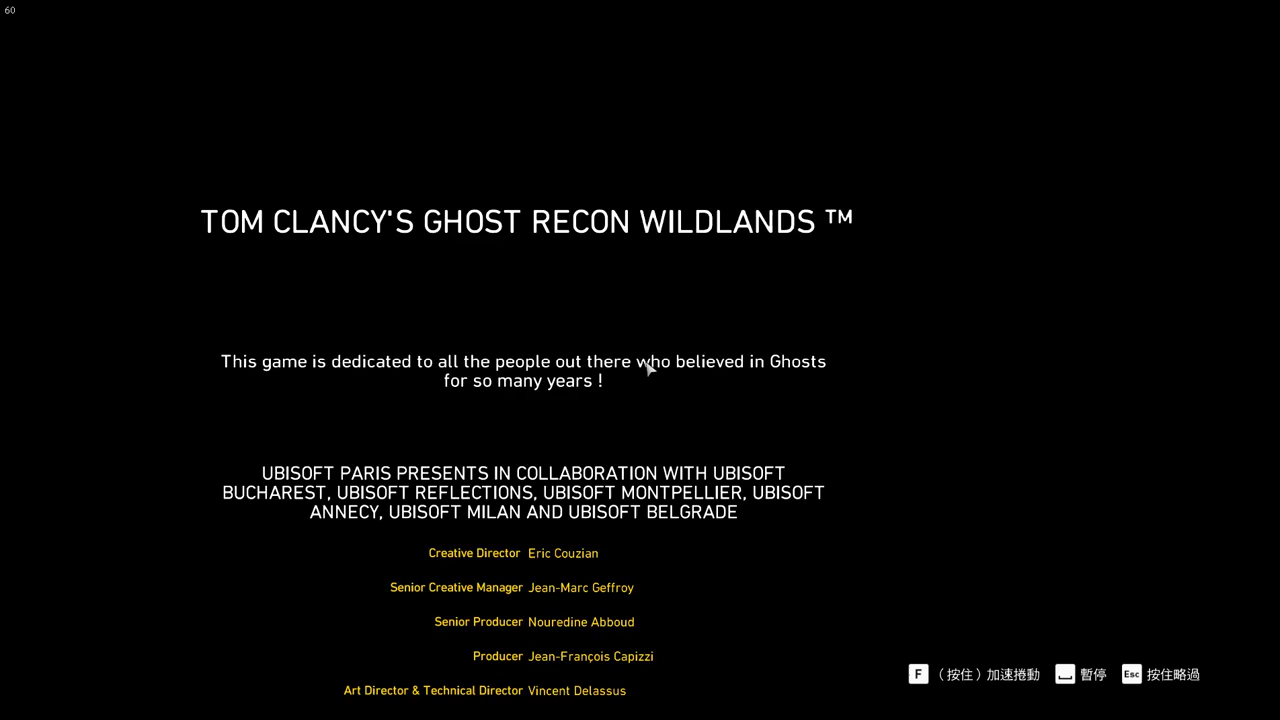 60
TOM CLANCY'S GHOST RECON WILDLANDS ™
This game is dedicated to all the people out there who believed in Ghosts
for so many years !
UBISOFT PARIS PRESENTS IN COLLABORATION WITH UBISOFT
BUCHAREST, UBISOFT REFLECTIONS, UBISOFT MONTPELLIER, UBISOFT
ANNECY, UBISOFT MILAN AND UBISOFT BELGRADE
Creative Director Eric Couzian
Senior Creative Manager Jean-Marc Geffroy
Senior Producer Nouredine Abboud
Producer Jean-François Capizzi
Art Director & Technical Director Vincent Delassus
F （按住）加速捲動 暫停 Esc 按住略過